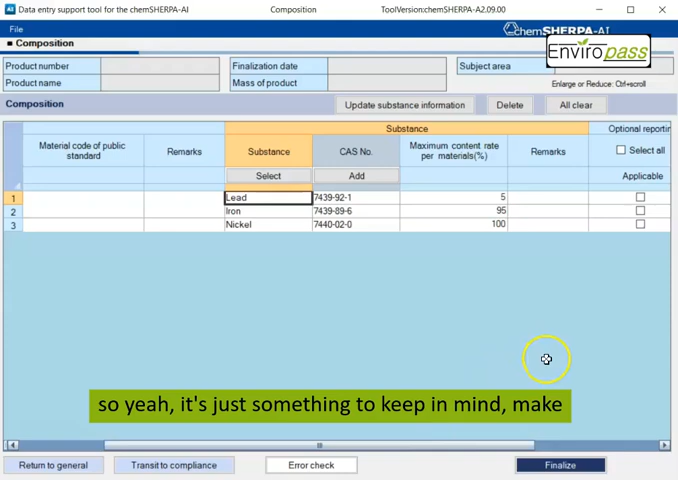 AI Data entry support tool for the chemSHERPA-AI Composition ToolVersion:chemSHERPA-A2.09.00
File chemSHERPA-AI
■ Composition Enviropass
Product number Finalization date Subject area
Product name Mass of product Enlarge or Reduce: Ctrl+scroll
Composition Update substance information Delete All clear
Substance Optional reportin
Material code of public standard Remarks Substance CAS No. Maximum content rate per materials(%) Remarks Select all
Select Add Applicable
1 Lead 7439-92-1 5
2 Iron 7439-89-6 95
3 Nickel 7440-02-0 100
so yeah, it's just something to keep in mind, make
Return to general Transit to compliance Error check Finalize